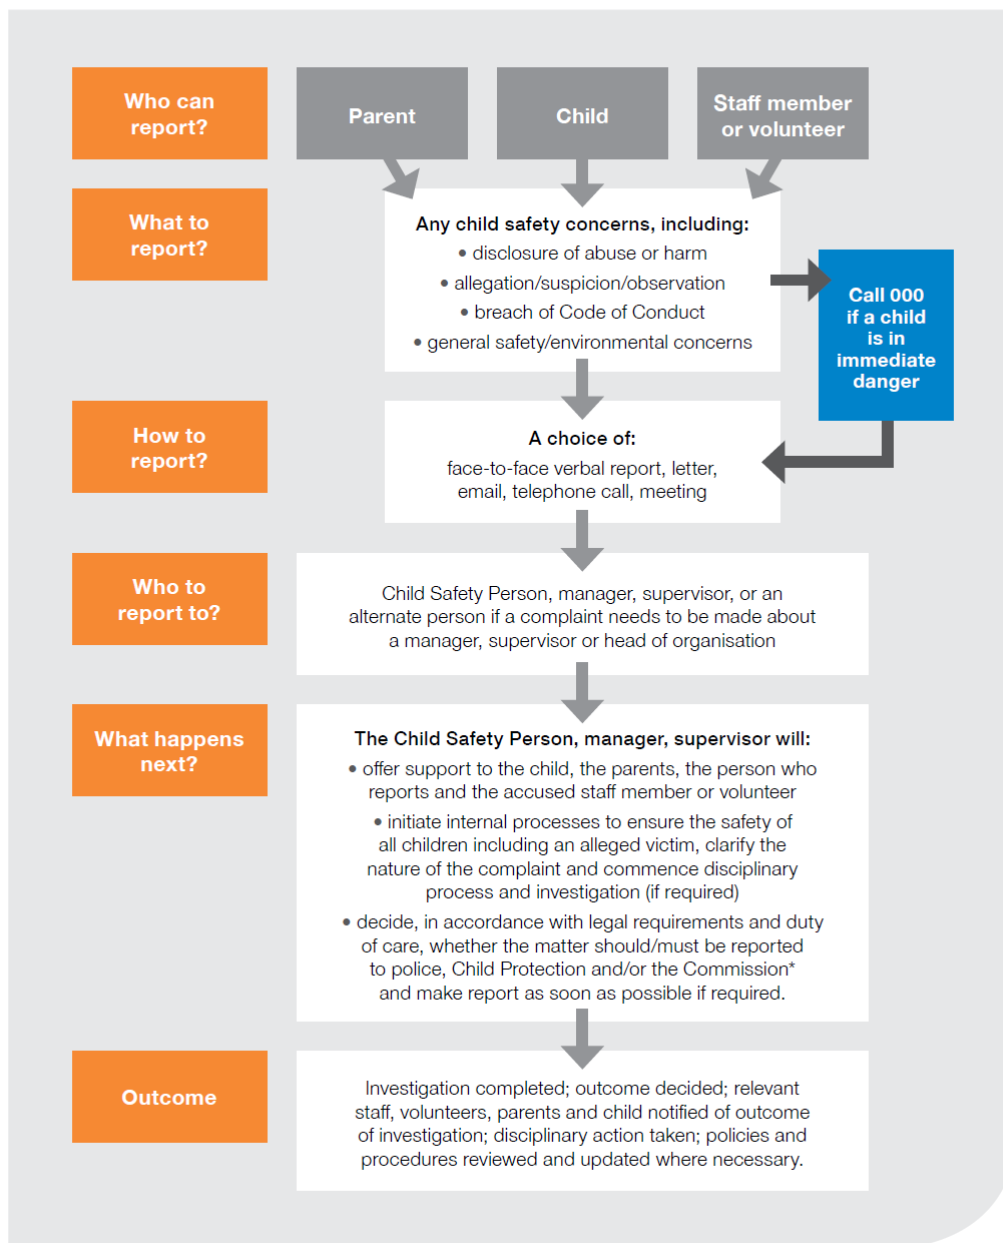 Who can
report?
Parent
Child
Staff member
or volunteer
What to
report?
Any child safety concerns, including:
• disclosure of abuse or harm
• allegation/suspicion/observation
• breach of Code of Conduct
• general safety/environmental concerns
Call 000
if a child
is in
immediate
danger
How to
report?
A choice of:
face-to-face verbal report, letter,
email, telephone call, meeting
Who to
report to?
Child Safety Person, manager, supervisor, or an
alternate person if a complaint needs to be made about
a manager, supervisor or head of organisation
What happens
next?
The Child Safety Person, manager, supervisor will:
• offer support to the child, the parents, the person who
reports and the accused staff member or volunteer
• initiate internal processes to ensure the safety of
all children including an alleged victim, clarify the
nature of the complaint and commence disciplinary
process and investigation (if required)
• decide, in accordance with legal requirements and duty
of care, whether the matter should/must be reported
to police, Child Protection and/or the Commission*
and make report as soon as possible if required.
Outcome
Investigation completed; outcome decided; relevant
staff, volunteers, parents and child notified of outcome
of investigation; disciplinary action taken; policies and
procedures reviewed and updated where necessary.